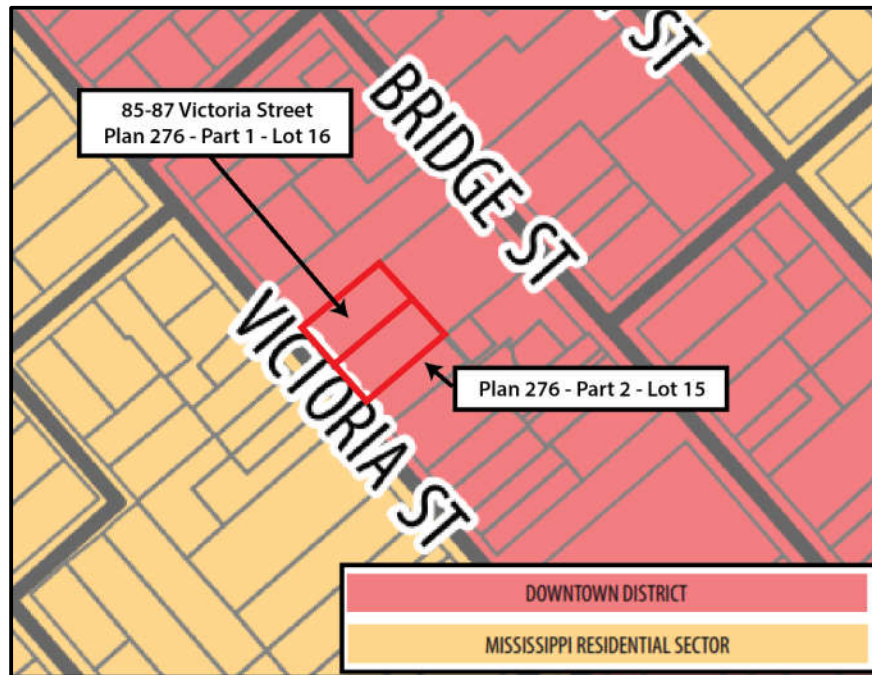 ST
85-87 Victoria Street
Plan 276 - Part 1 - Lot 16
BRIDGE ST
VICTORIA ST
Plan 276 - Part 2 - Lot 15
DOWNTOWN DISTRICT
MISSISSIPPI RESIDENTIAL SECTOR